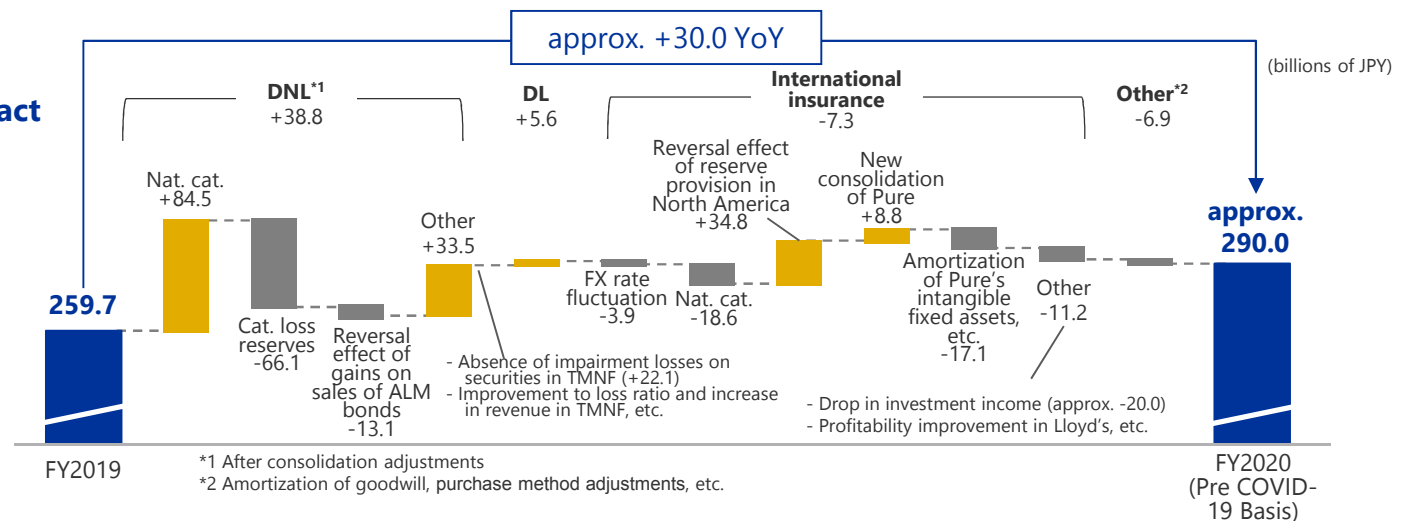 approx. +30.0 YoY
(billions of JPY)
act
DNL*1
+38.8
DL
+5.6
International
insurance
-7.3
Other*2
-6.9
259.7
Nat. cat.
+84.5
Cat. loss
reserves
-66.1
Reversal
effect of
gains on
sales of ALM
bonds
-13.1
Other
+33.5
- Absence of impairment losses on
securities in TMNF (+22.1)
- Improvement to loss ratio and increase
in revenue in TMNF, etc.
FX rate
fluctuation
-3.9
Nat. cat.
-18.6
Reversal effect
of reserve
provision in
North America
+34.8
New
consolidation
of Pure
+8.8
Amortization
of Pure's
intangible
fixed assets,
etc.
-17.1
Other
-11.2
- Drop in investment income (approx. -20.0)
- Profitability improvement in Lloyd's, etc.
approx.
290.0
FY2019
FY2020
(Pre COVID-
19 Basis)
*1 After consolidation adjustments
*2 Amortization of goodwill, purchase method adjustments, etc.